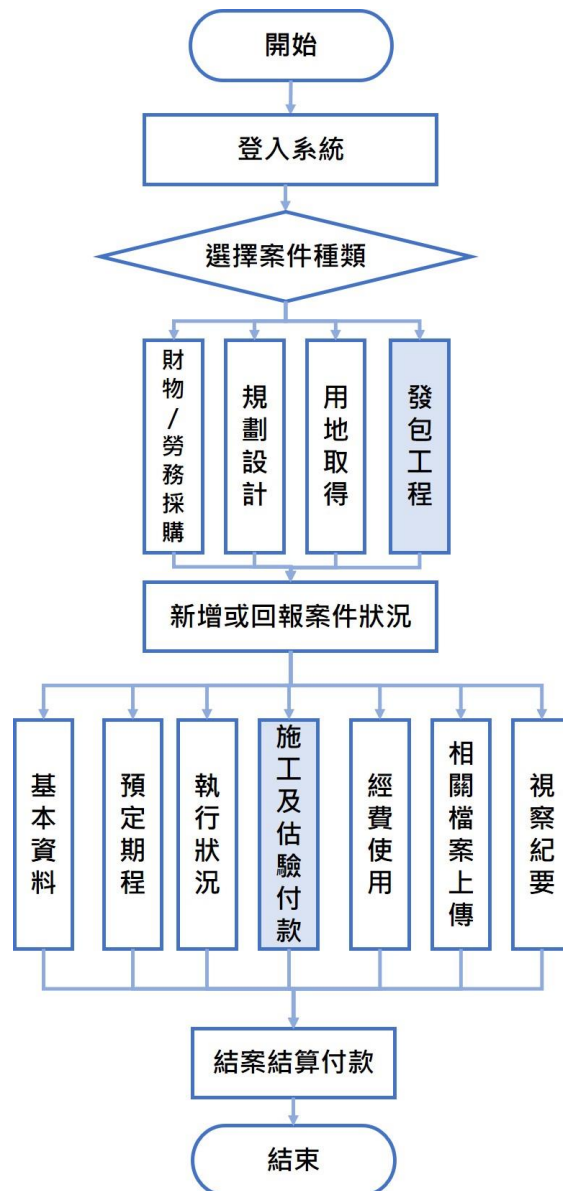 開始
登入系統
選擇案件種類
財物/勞務採購
規劃設計
用地取得
發包工程
新增或回報案件狀況
基本資料
預定期程
執行狀況
施工及估驗付款
經費使用
相關檔案上傳
視察紀要
結案結算付款
結束